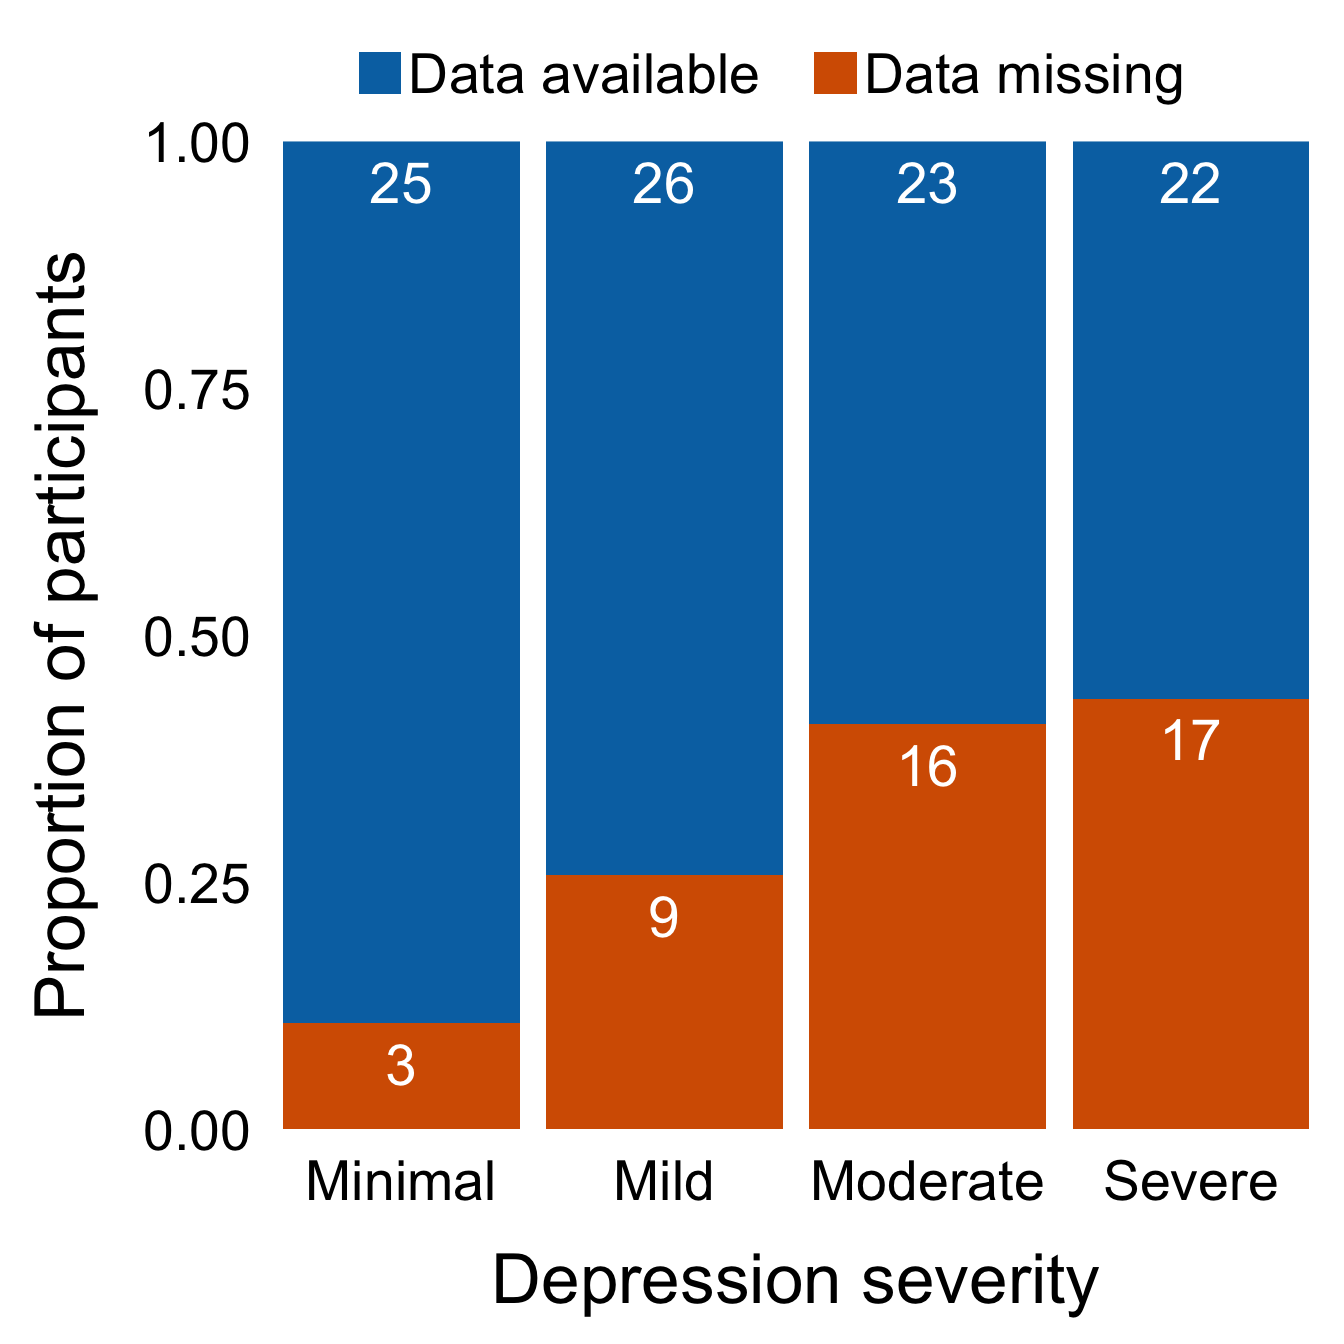 Data available Data missing
1.00
0.75
0.50
0.25
0.00
Proportion of participants
25 26 23 22
3 9 16 17
Minimal Mild Moderate Severe
Depression severity